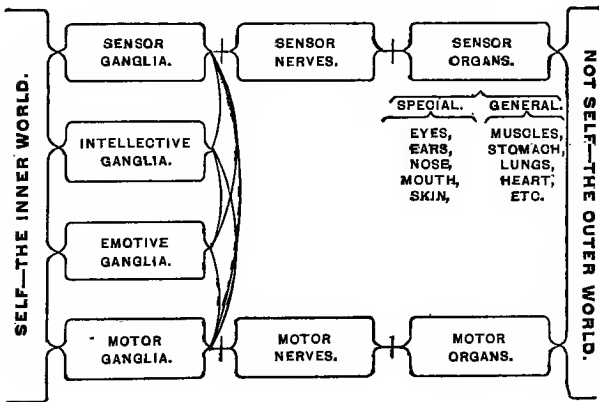 SELF—THE INNER WORLD.
SENSOR
GANGLIA.
SENSOR
NERVES.
SENSOR
ORGANS.
SPECIAL.
GENERAL.
EYES,
EARS,
NOSE,
MOUTH,
SKIN,
MUSCLES,
STOMACH,
LUNGS,
HEART,
ETC.
INTELLECTIVE
GANGLIA.
EMOTIVE
GANGLIA.
MOTOR
GANGLIA.
MOTOR
NERVES.
MOTOR
ORGANS.
NOT SELF—THE OUTER WORLD.